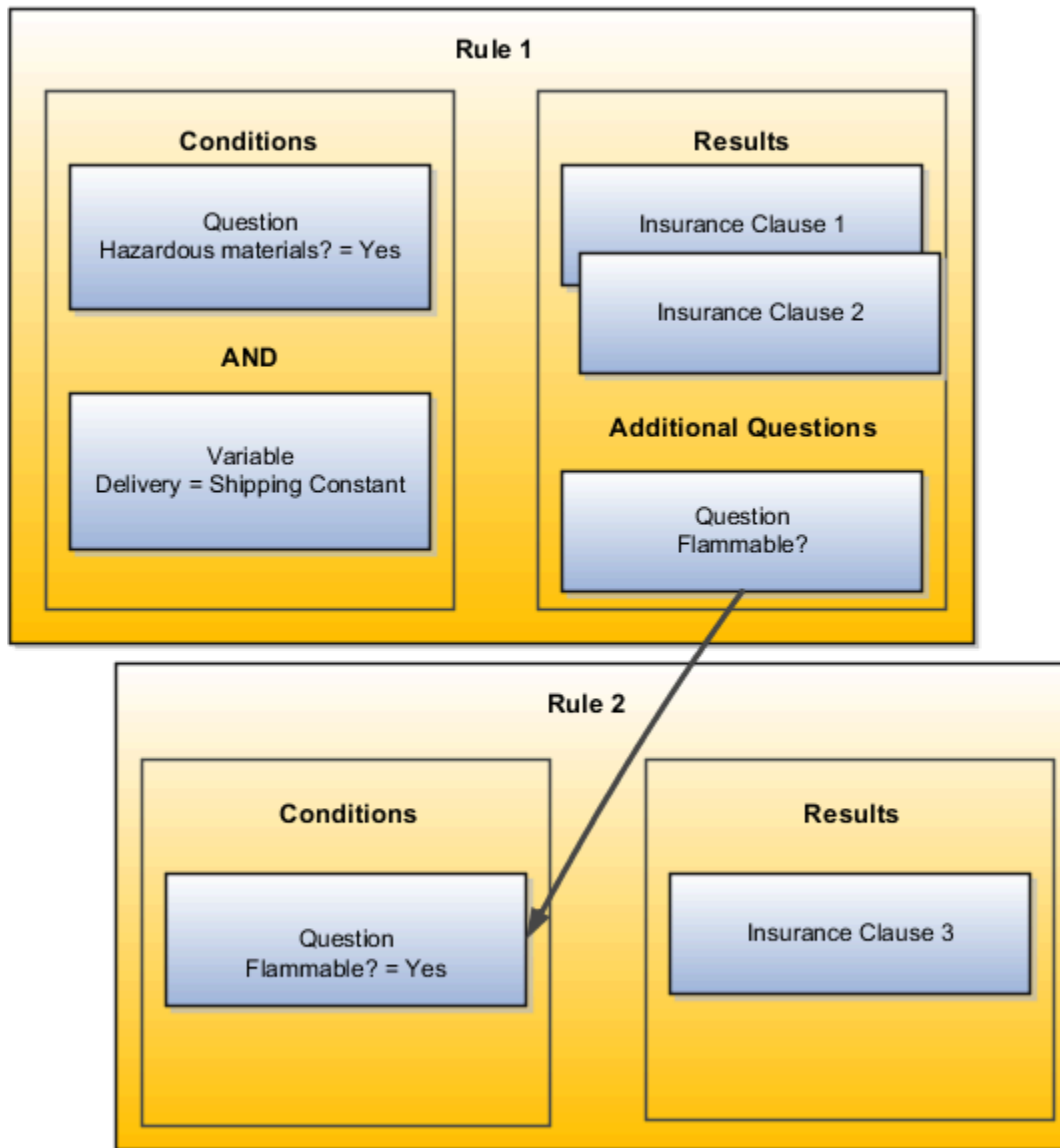 Rule 1
Conditions
Question
Hazardous materials? = Yes
AND
Variable
Delivery = Shipping Constant
Results
Insurance Clause 1
Insurance Clause 2
Additional Questions
Question
Flammable?
Rule 2
Conditions
Question
Flammable? = Yes
Results
Insurance Clause 3